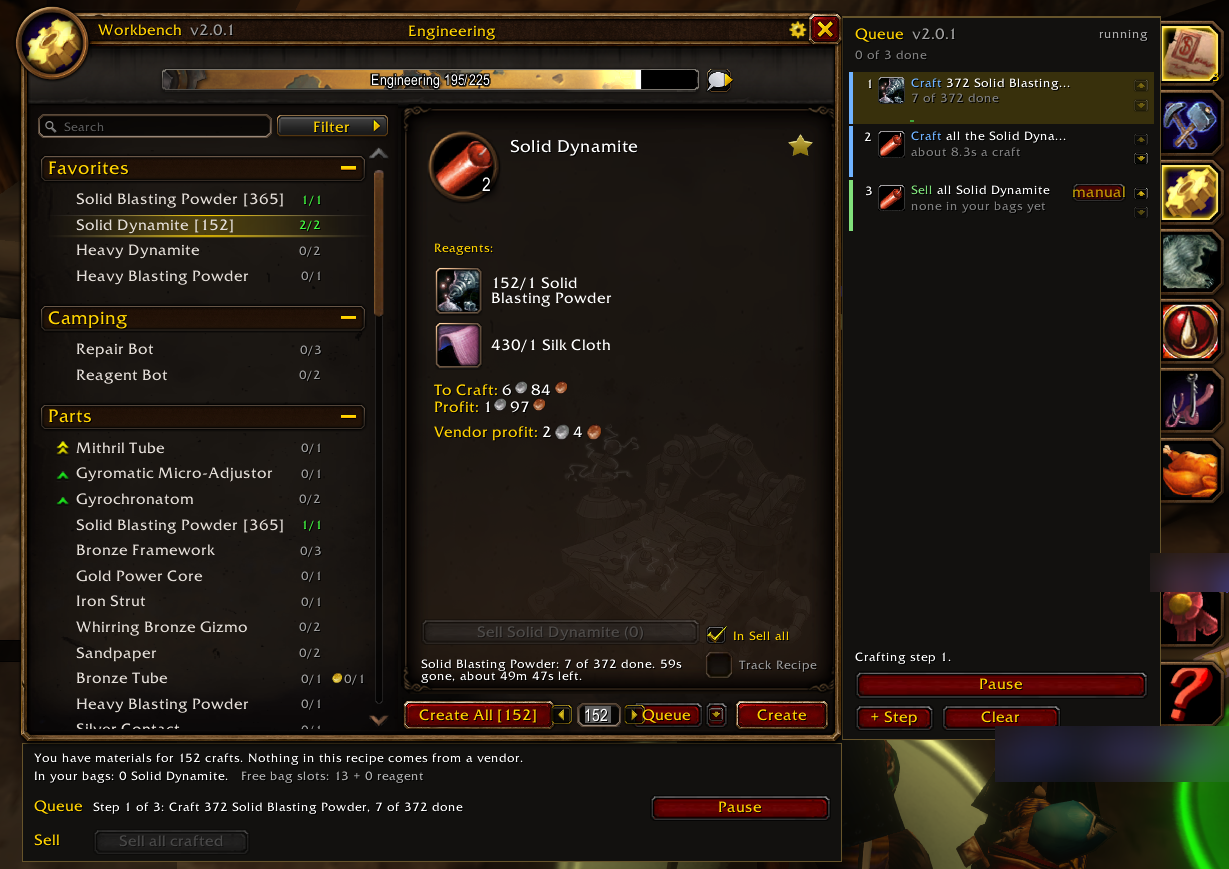 Workbench v2.0.1
Engineering
Engineering 195/225
Search
Filter
Favorites
Solid Blasting Powder [365] 1/1
Solid Dynamite [152] 2/2
Heavy Dynamite 0/2
Heavy Blasting Powder 0/1
Camping
Repair Bot 0/3
Reagent Bot 0/2
Parts
Mithril Tube 0/1
Gyromatic Micro-Adjustor 0/1
Gyrochronatom 0/2
Solid Blasting Powder [365] 1/1
Bronze Framework 0/3
Gold Power Core 0/1
Iron Strut 0/1
Whirring Bronze Gizmo 0/2
Sandpaper 0/2
Bronze Tube 0/1 0/1
Heavy Blasting Powder 0/1
Silver Contact 0/1
2
Solid Dynamite
Reagents:
152/1 Solid
Blasting Powder
430/1 Silk Cloth
To Craft: 6 84
Profit: 1 97
Vendor profit: 2 4
Sell Solid Dynamite (0)
In Sell all
Solid Blasting Powder: 7 of 372 done. 59s
gone, about 49m 47s left.
Track Recipe
Create All [152]
152
Queue
Create
You have materials for 152 crafts. Nothing in this recipe comes from a vendor.
In your bags: 0 Solid Dynamite. Free bag slots: 13 + 0 reagent
Queue Step 1 of 3: Craft 372 Solid Blasting Powder, 7 of 372 done
Pause
Sell
Sell all crafted
Queue v2.0.1
running
0 of 3 done
1 Craft 372 Solid Blasting...
7 of 372 done
2 Craft all the Solid Dyna...
about 8.3s a craft
3 Sell all Solid Dynamite
manual
none in your bags yet
Crafting step 1.
Pause
+ Step
Clear